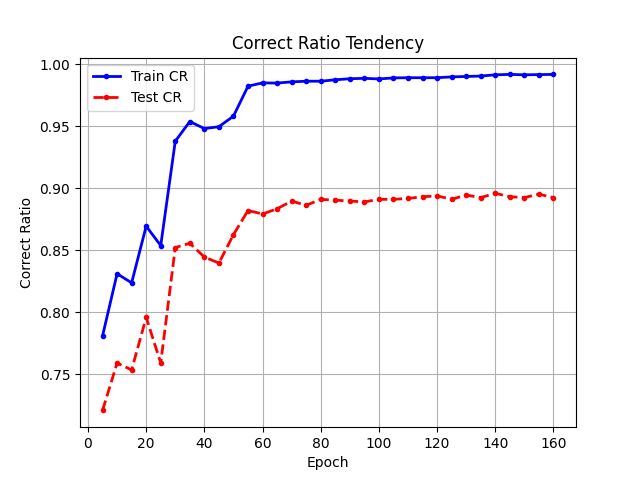 Correct Ratio Tendency
Train CR
Test CR
1.00
0.95
0.90
0.85
0.80
0.75
Correct Ratio
0 20 40 60 80 100 120 140 160
Epoch